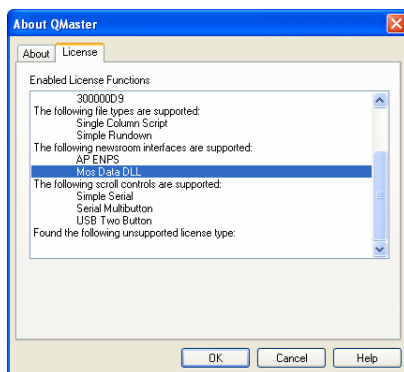 About QMaster
About License
Enabled License Functions
300000D9
The following file types are supported:
Single Column Script
Simple Rundown
The following newsroom interfaces are supported:
AP ENPS
Mos Data DLL
The following scroll controls are supported:
Simple Serial
Serial Multibutton
USB Two Button
Found the following unsupported license type:
OK Cancel Help